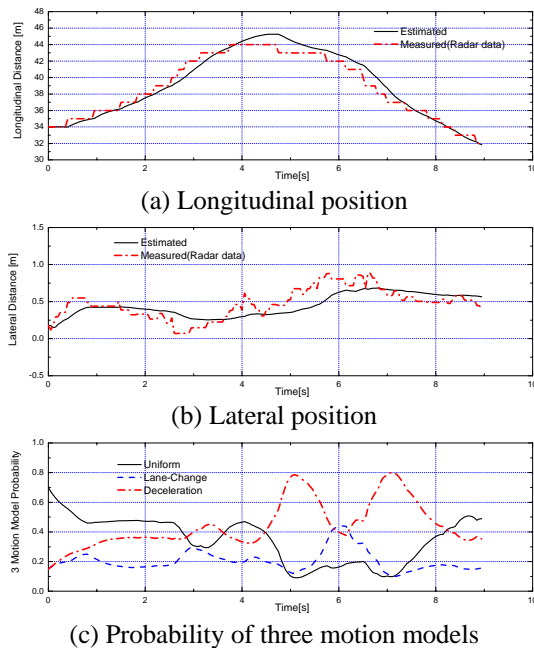 48
46
44
42
40
38
36
34
32
30
Longitudinal Distance [m]
Estimated
Measured(Radar data)
0 2 4 6 8 10
Time[s]
(a) Longitudinal position
1.5
1.0
0.5
0.0
-0.5
Lateral Distance [m]
Estimated
Measured(Radar data)
0 2 4 6 8 10
Time[s]
(b) Lateral position
1.0
0.8
0.6
0.4
0.2
0.0
3 Motion Model Probability
Uniform
Lane-Change
Deceleration
0 2 4 6 8 10
Time[s]
(c) Probability of three motion models